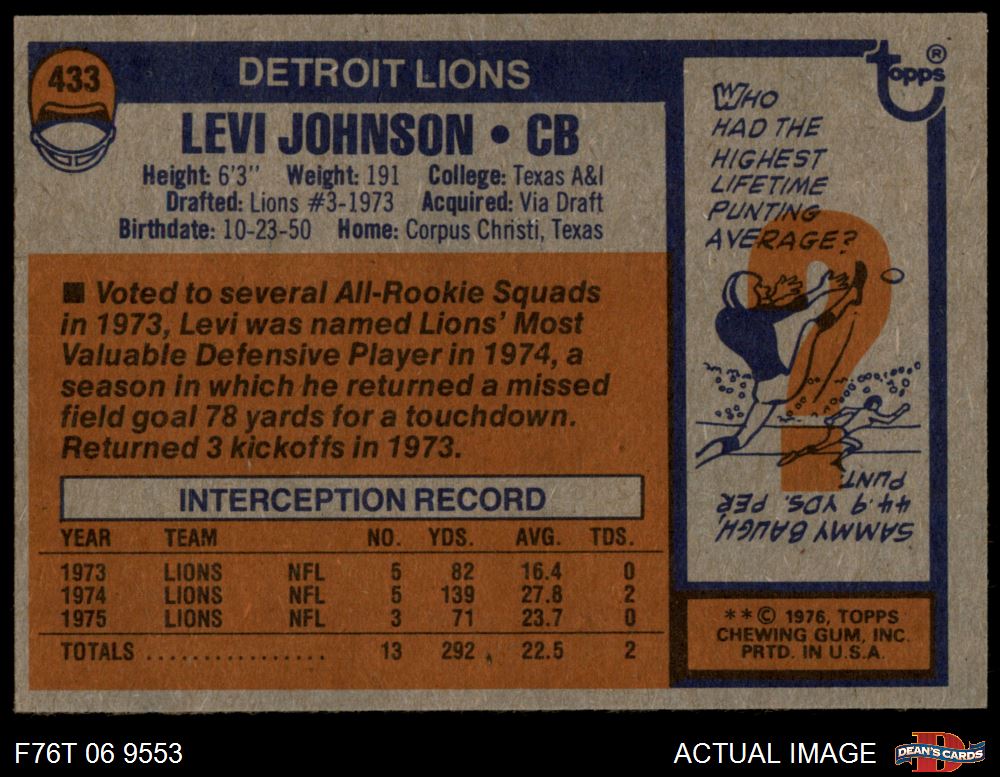 433
DETROIT LIONS
LEVI JOHNSON • CB
Height: 6'3" Weight: 191 College: Texas A&I
Drafted: Lions #3-1973 Acquired: Via Draft
Birthdate: 10-23-50 Home: Corpus Christi, Texas
■ Voted to several All-Rookie Squads
in 1973, Levi was named Lions' Most
Valuable Defensive Player in 1974, a
season in which he returned a missed
field goal 78 yards for a touchdown.
Returned 3 kickoffs in 1973.
INTERCEPTION RECORD
YEAR TEAM NO. YDS. AVG. TDS.
1973 LIONS NFL 5 82 16.4 0
1974 LIONS NFL 5 139 27.8 2
1975 LIONS NFL 3 71 23.7 0
TOTALS .................. 13 292 22.5 2
topps ®
WHO
HAD THE
HIGHEST
LIFETIME
PUNTING
AVERAGE?
?
SAMMY BAUGH,
44.9 YDS. PER
PUNT.
**© 1976, TOPPS
CHEWING GUM, INC.
PRTD. IN U.S.A.
F76T 06 9553
ACTUAL IMAGE
D
DEAN'S CARDS